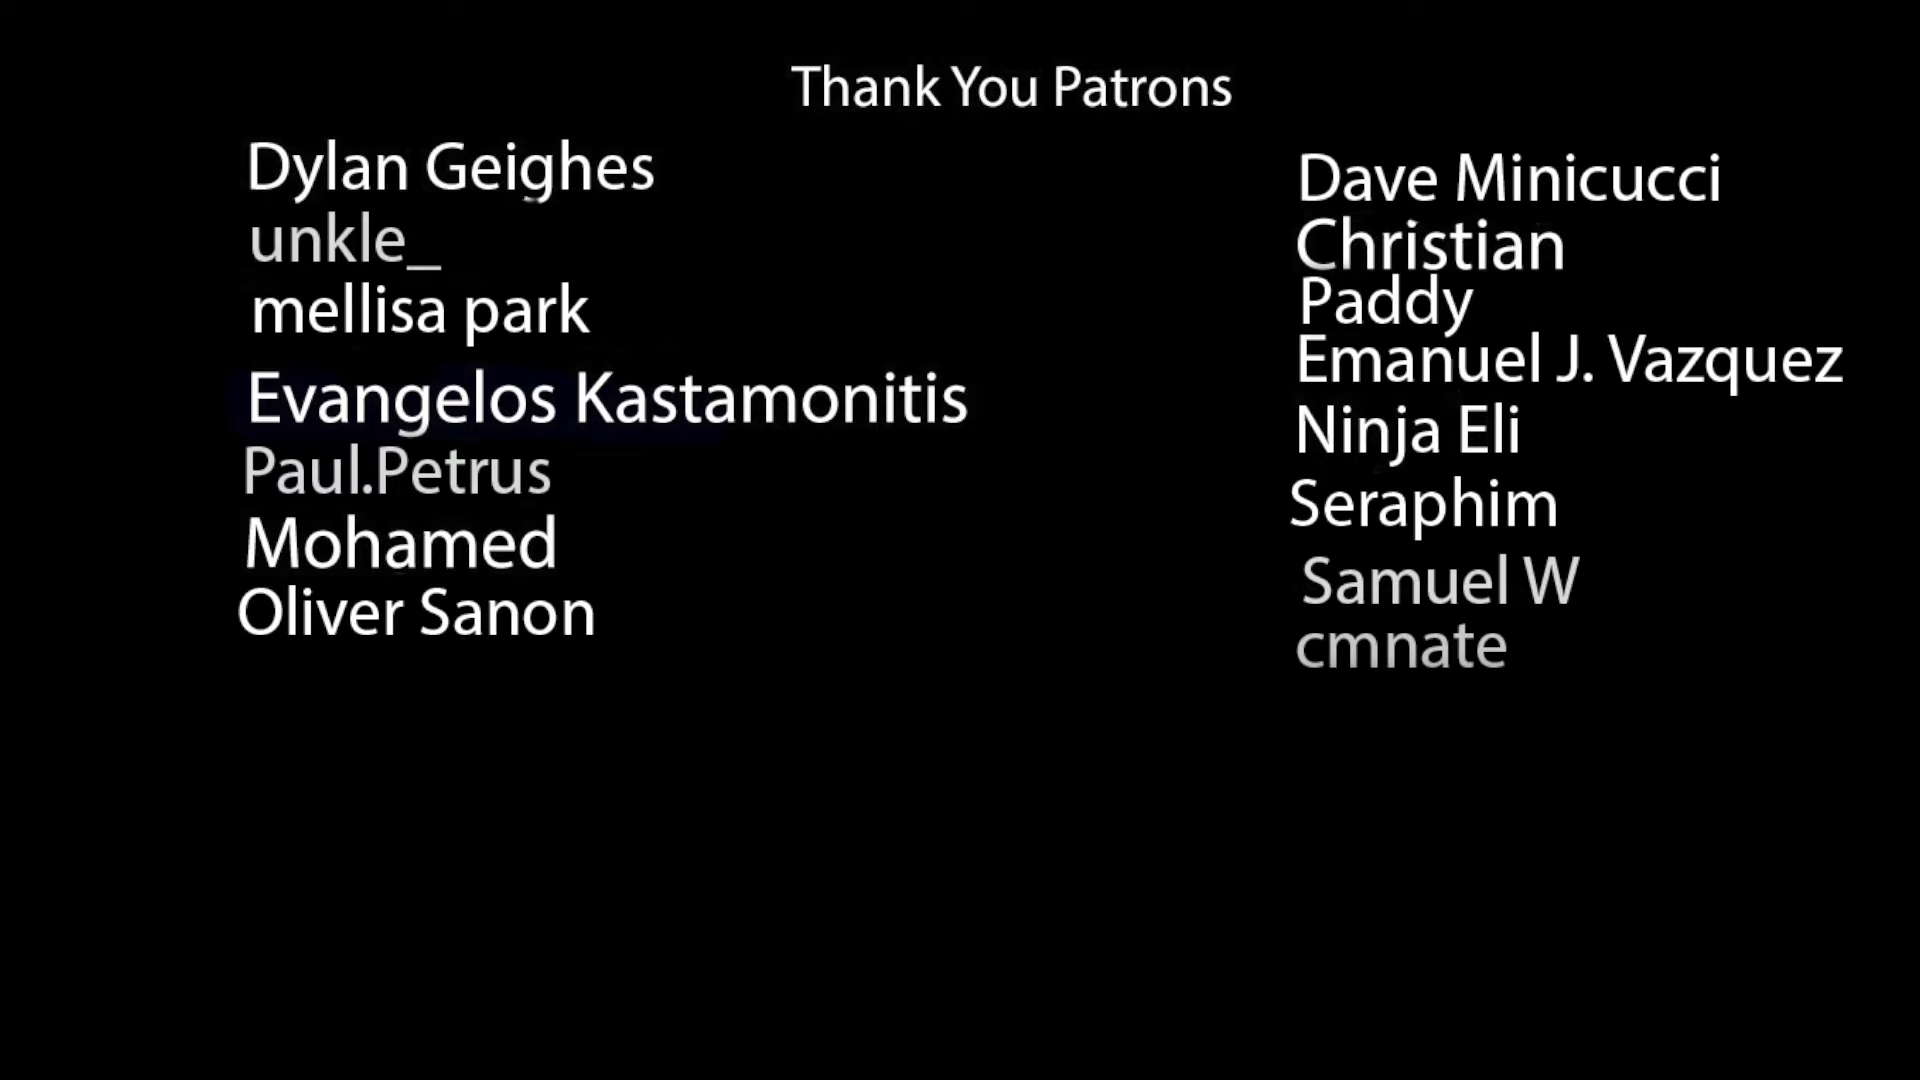 Thank You Patrons
Dylan Geighes
unkle_
mellisa park
Evangelos Kastamonitis
Paul.Petrus
Mohamed
Oliver Sanon
Dave Minicucci
Christian
Paddy
Emanuel J. Vazquez
Ninja Eli
Seraphim
Samuel W
cmnate